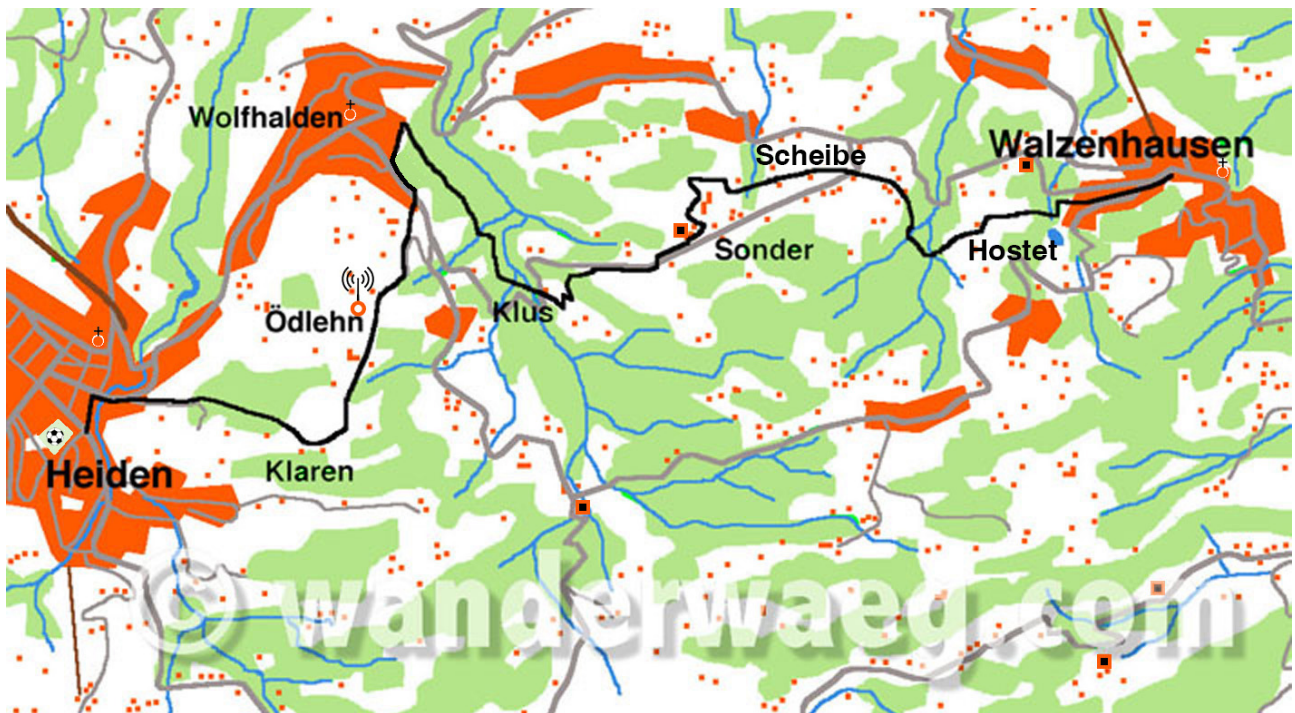 Wolfhalden
Walzenhausen
Scheibe
Sonder
Hostet
Ödlehn
Klus
Heiden
Klaren
© wanderwaeg.com